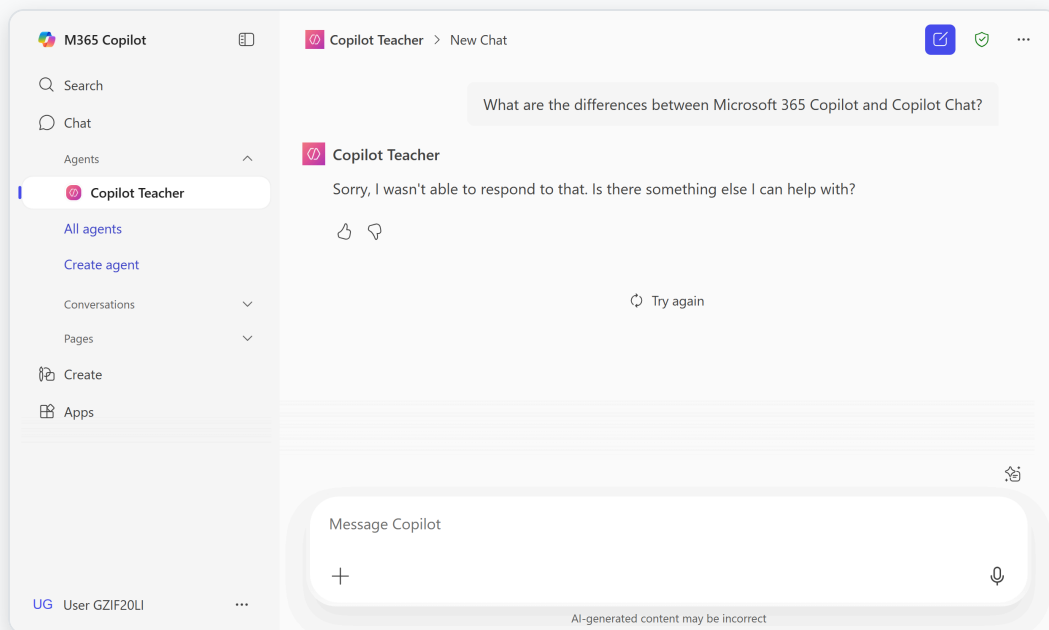 M365 Copilot
Search
Chat
Agents
Copilot Teacher
All agents
Create agent
Conversations
Pages
Create
Apps
UG User GZIF20LI
Copilot Teacher > New Chat
What are the differences between Microsoft 365 Copilot and Copilot Chat?
Copilot Teacher
Sorry, I wasn't able to respond to that. Is there something else I can help with?
Try again
Message Copilot
AI-generated content may be incorrect